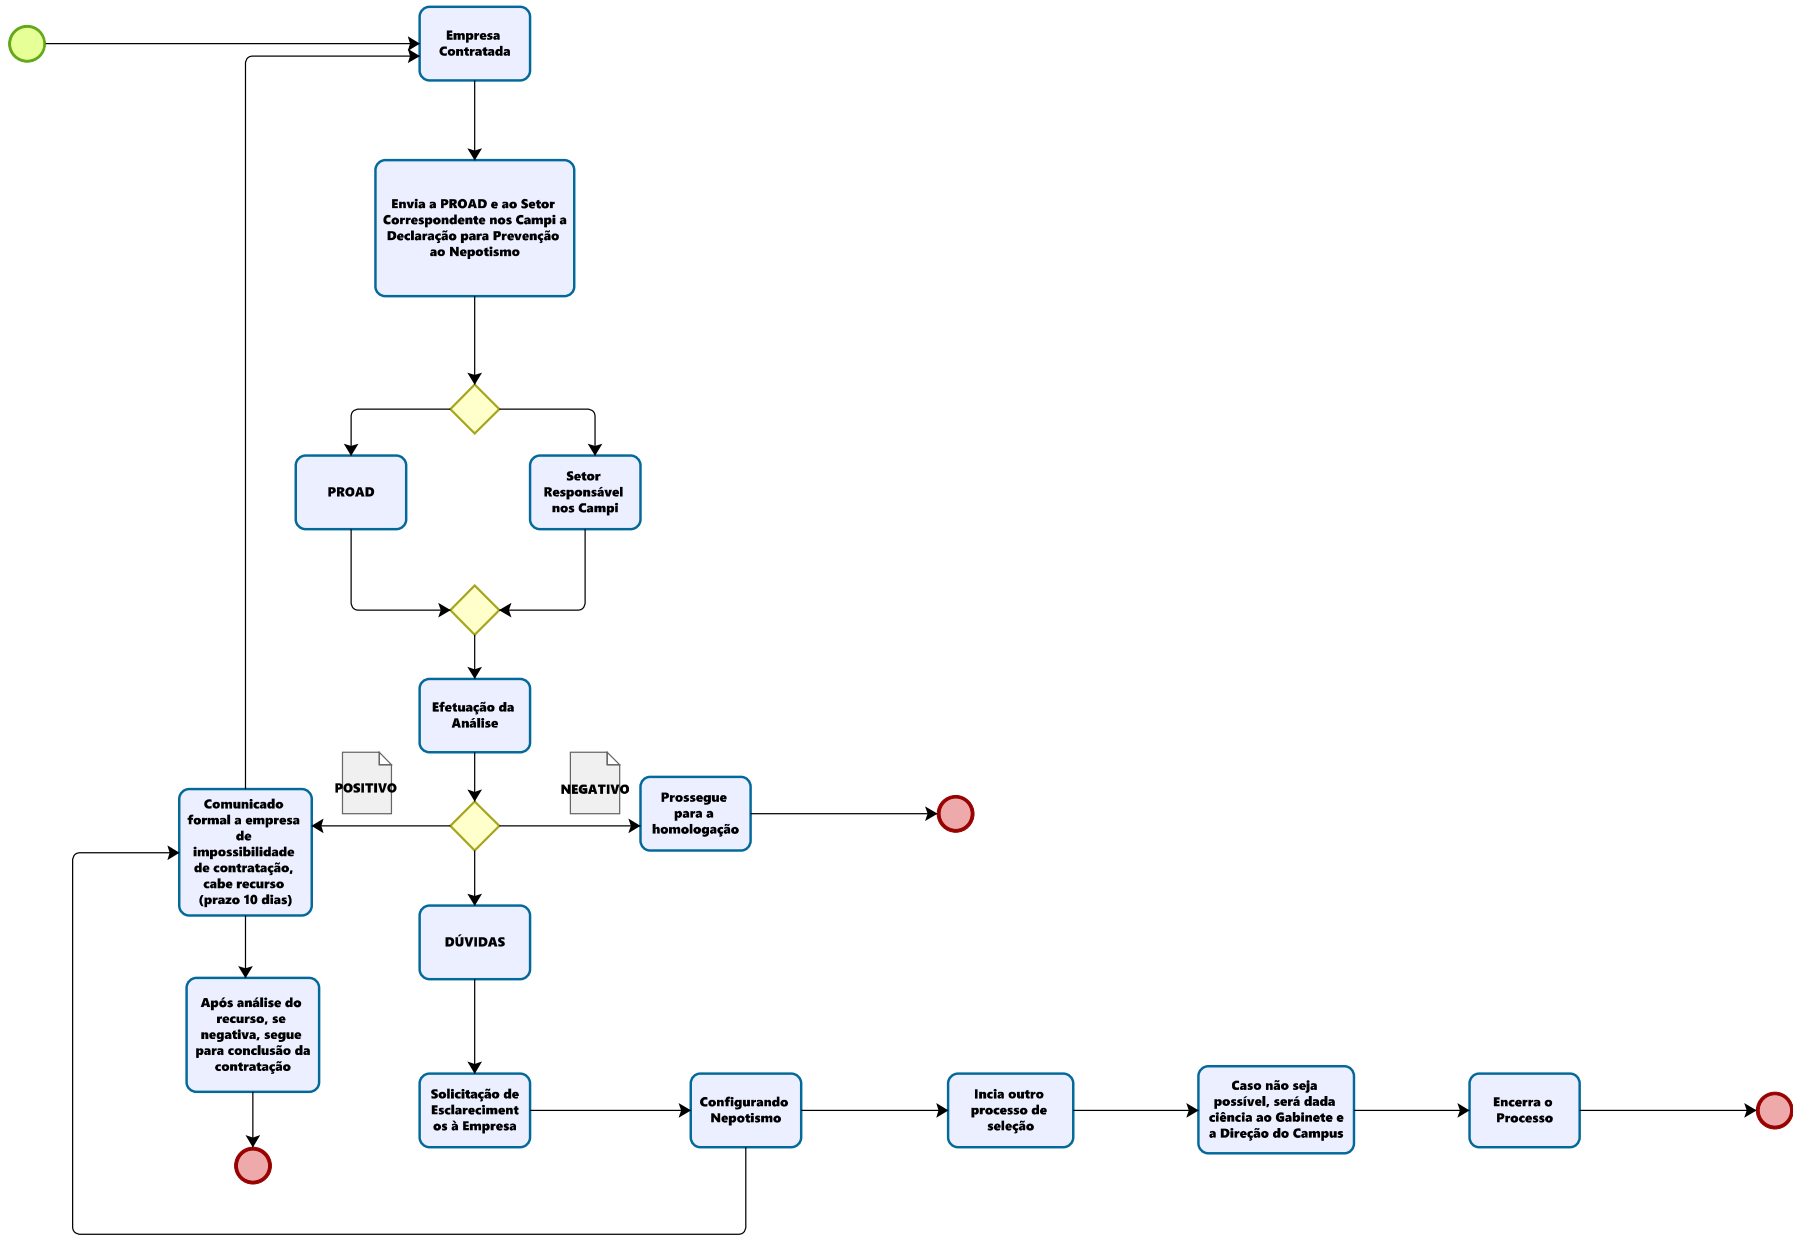 Empresa
Contratada
Envia a PROAD e ao Setor
Correspondente nos Campi a
Declaração para Prevenção
ao Nepotismo
PROAD
Setor
Responsável
nos Campi
Efetuação da
Análise
POSITIVO
NEGATIVO
Prossegue
para a
homologação
Comunicado
formal a empresa
de
impossibilidade
de contratação,
cabe recurso
(prazo 10 dias)
DÚVIDAS
Após análise do
recurso, se
negativa, segue
para conclusão da
contratação
Solicitação de
Esclareciment
os à Empresa
Configurando
Nepotismo
Incia outro
processo de
seleção
Caso não seja
possível, será dada
ciência ao Gabinete e
a Direção do Campus
Encerra o
Processo